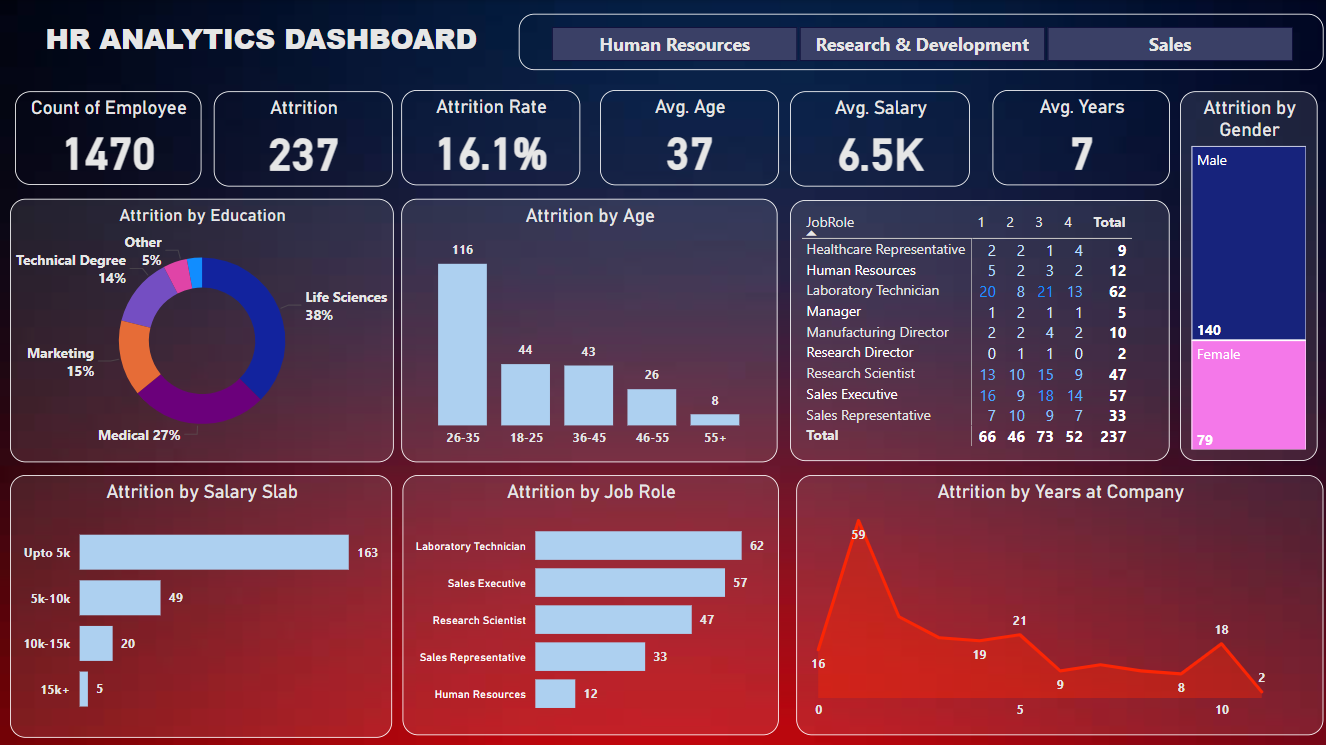 HR ANALYTICS DASHBOARD
Human Resources
Research & Development
Sales
Count of Employee
1470
Attrition
237
Attrition Rate
16.1%
Avg. Age
37
Avg. Salary
6.5K
Avg. Years
7
Attrition by
Gender
Male
140
Female
79
Attrition by Education
Other
5%
Technical Degree
14%
Life Sciences
38%
Marketing
15%
Medical 27%
Attrition by Age
116
44
43
26
8
26-35 18-25 36-45 46-55 55+
JobRole 1 2 3 4 Total
Healthcare Representative 2 2 1 4 9
Human Resources 5 2 3 2 12
Laboratory Technician 20 8 21 13 62
Manager 1 2 1 1 5
Manufacturing Director 2 2 4 2 10
Research Director 0 1 1 0 2
Research Scientist 13 10 15 9 47
Sales Executive 16 9 18 14 57
Sales Representative 7 10 9 7 33
Total 66 46 73 52 237
Attrition by Salary Slab
Upto 5k 163
5k-10k 49
10k-15k 20
15k+ 5
Attrition by Job Role
Laboratory Technician 62
Sales Executive 57
Research Scientist 47
Sales Representative 33
Human Resources 12
Attrition by Years at Company
59
16
19
21
9
8
18
2
0 5 10